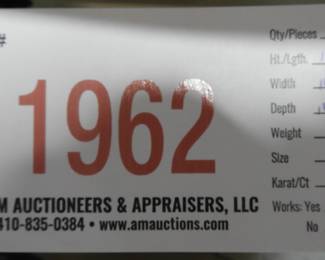 #
1962
M AUCTIONEERS & APPRAISERS, LLC
410-835-0384 • www.amauctions.com
Qty/Pieces
Ht./Lgth.
Width
Depth
Weight
Size
Karat/Ct
Works: Yes
No